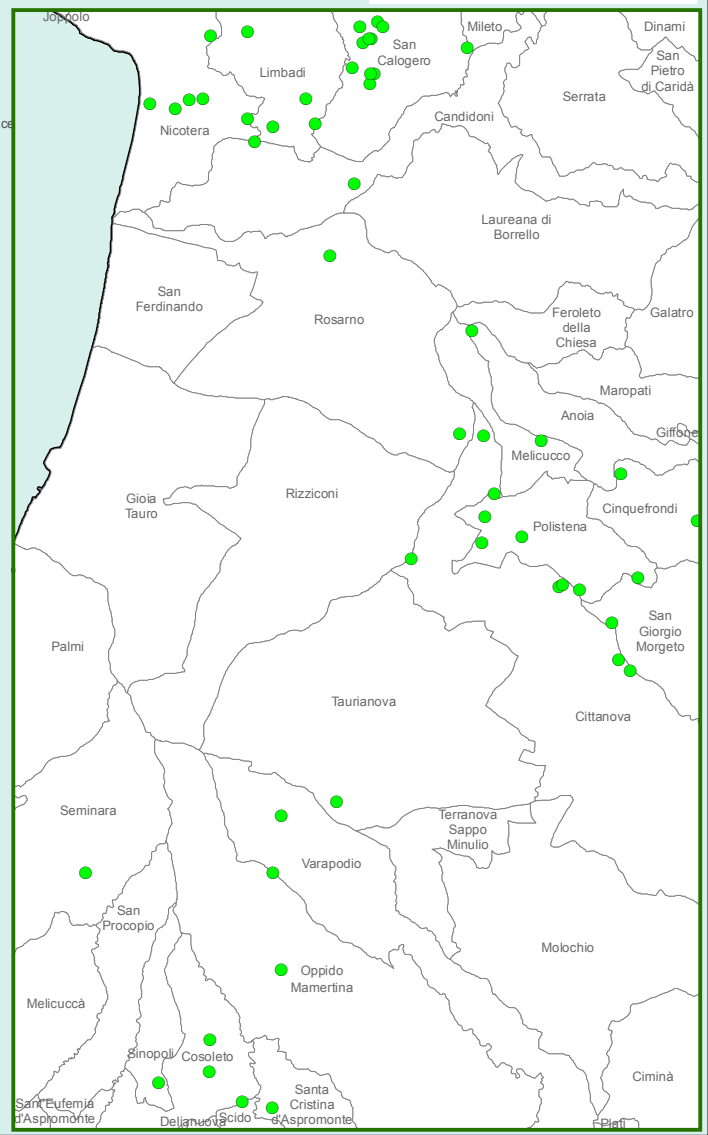 Joppolo
Mileto
Dinami
San
Calogero
San
Pietro
di Caridà
Limbadi
Serrata
Candidoni
ce
Nicotera
Laureana di
Borrello
San
Ferdinando
Rosarno
Feroleto
della
Chiesa
Galatro
Maropati
Anoia
Giffone
Melicucco
Rizziconi
Gioia
Tauro
Cinquefrondi
Polistena
San
Giorgio
Morgeto
Palmi
Taurianova
Cittanova
Seminara
Terranova
Sappo
Minulio
Varapodio
San
Procopio
Molochio
Oppido
Mamertina
Melicuccà
Sinopoli
Cosoleto
Ciminà
Sant'Eufemia
d'Aspromonte
Santa
Cristina
d'Aspromonte
Delianuova
Scido
Platì